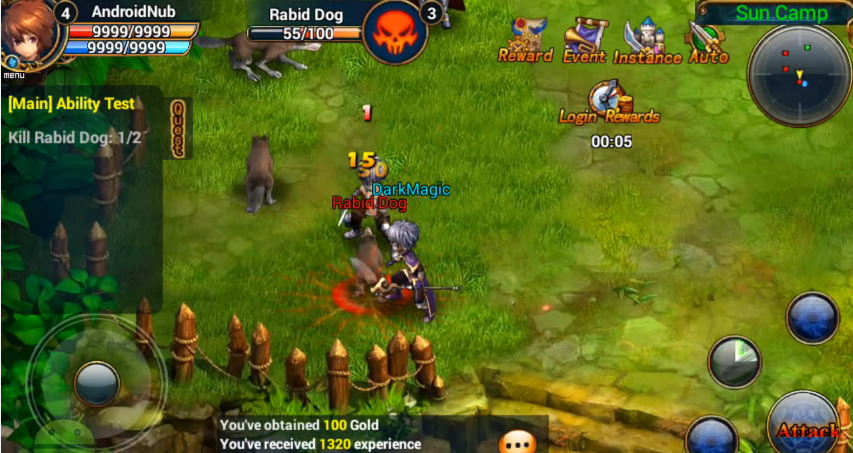 4
AndroidNub
9999/9999
9999/9999
menu
Rabid Dog
55/100
3
Reward
Event
Instance
Auto
Sun Camp
Login Rewards
00:05
[Main] Ability Test
Kill Rabid Dog: 1/2
Quest
1
15
DarkMagic
Rabid Dog
Attack
You've obtained 100 Gold
You've received 1320 experience